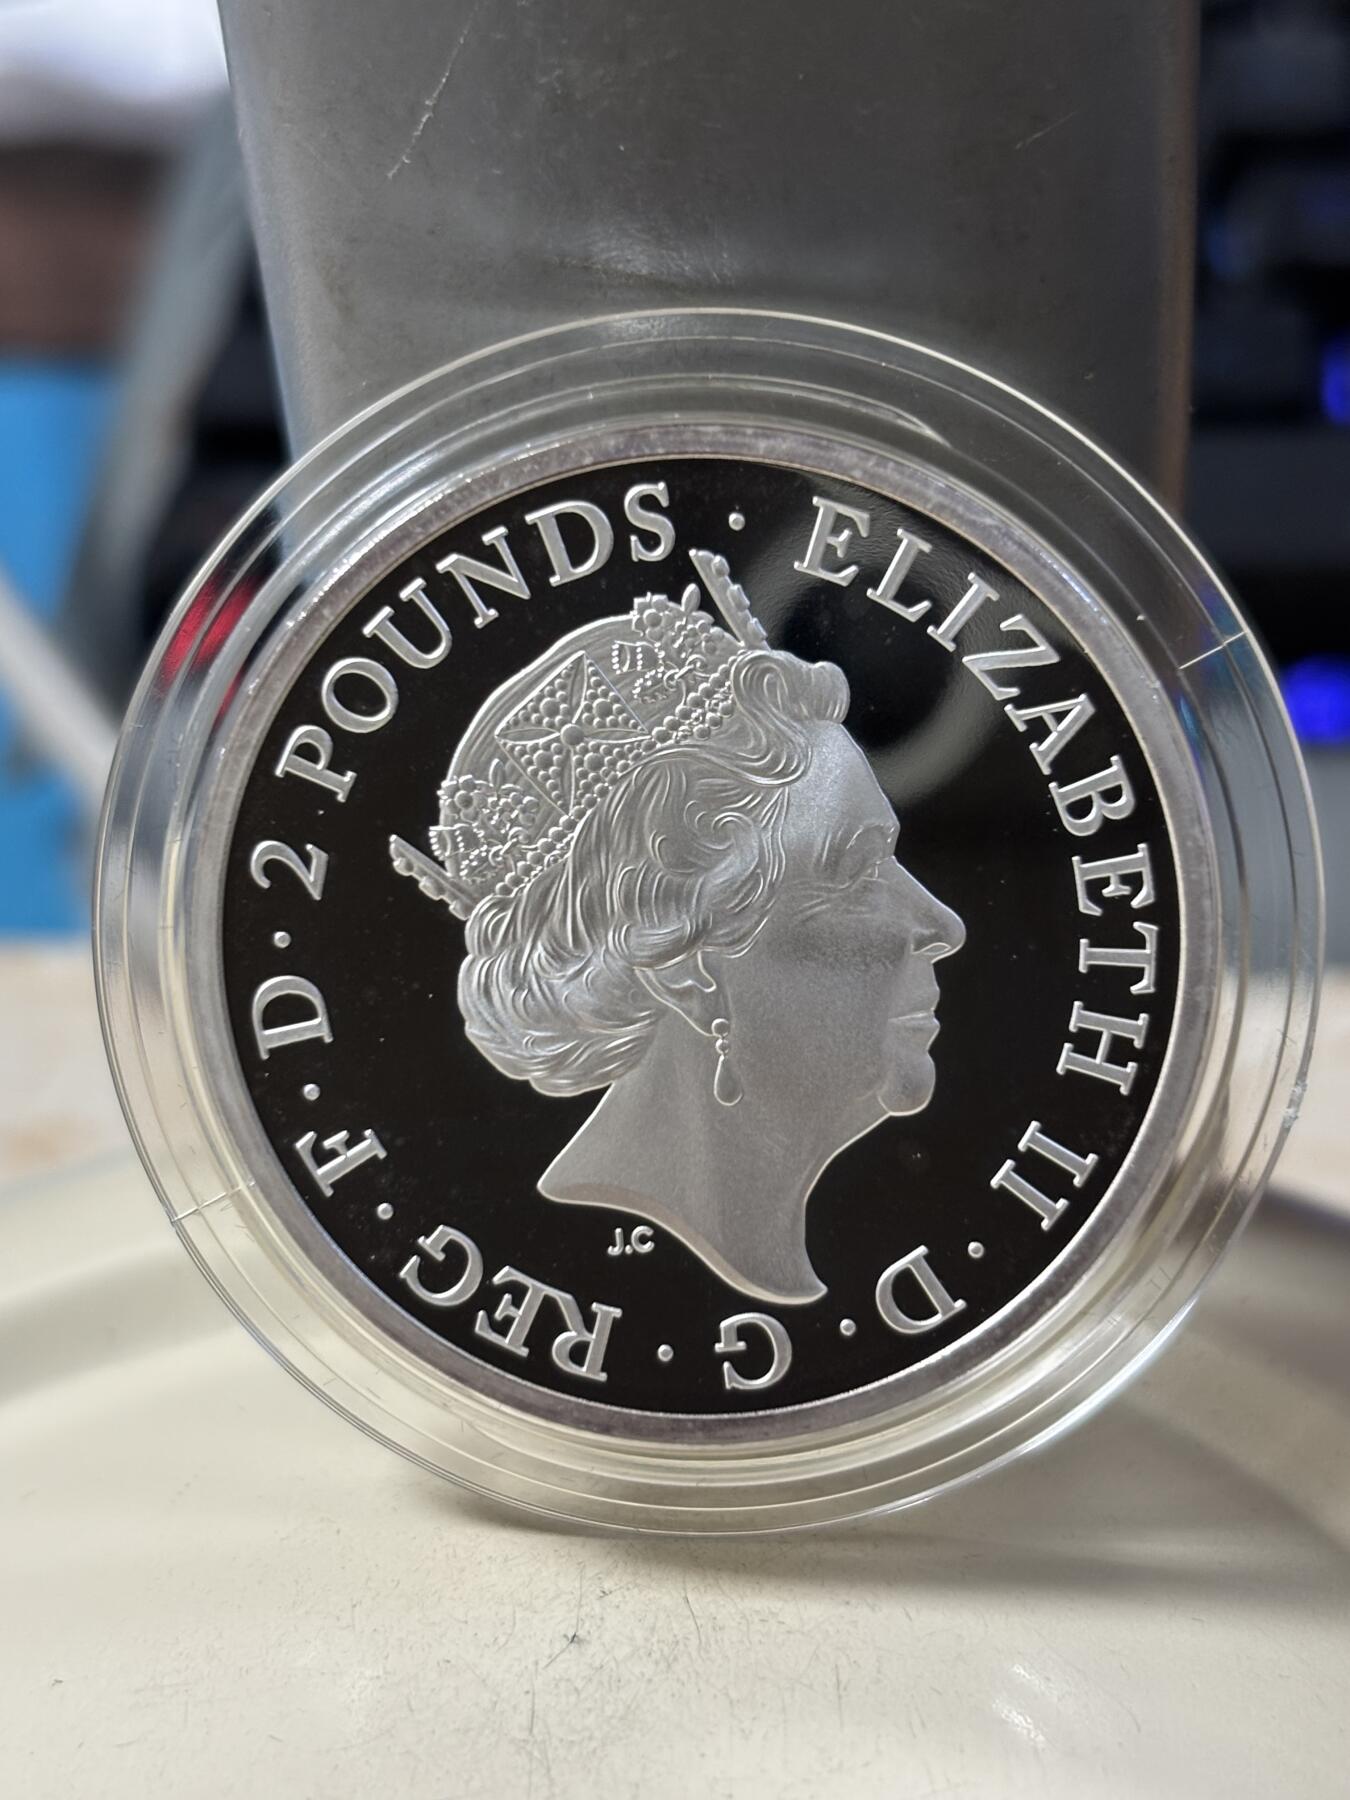 ELIZABETH II · D · G · REG · F · D · 2 POUNDS ·
J.C